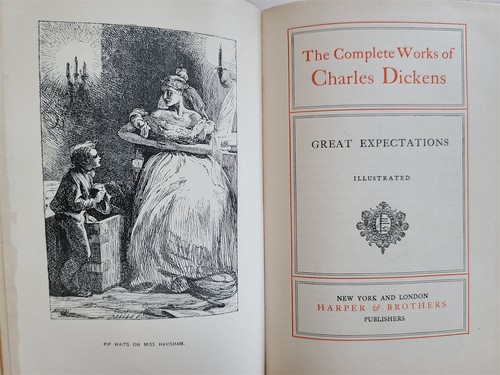 PIP WAITS ON MISS HAVISHAM.
The Complete Works of
Charles Dickens
GREAT EXPECTATIONS
ILLUSTRATED
NEW YORK AND LONDON
HARPER & BROTHERS
PUBLISHERS